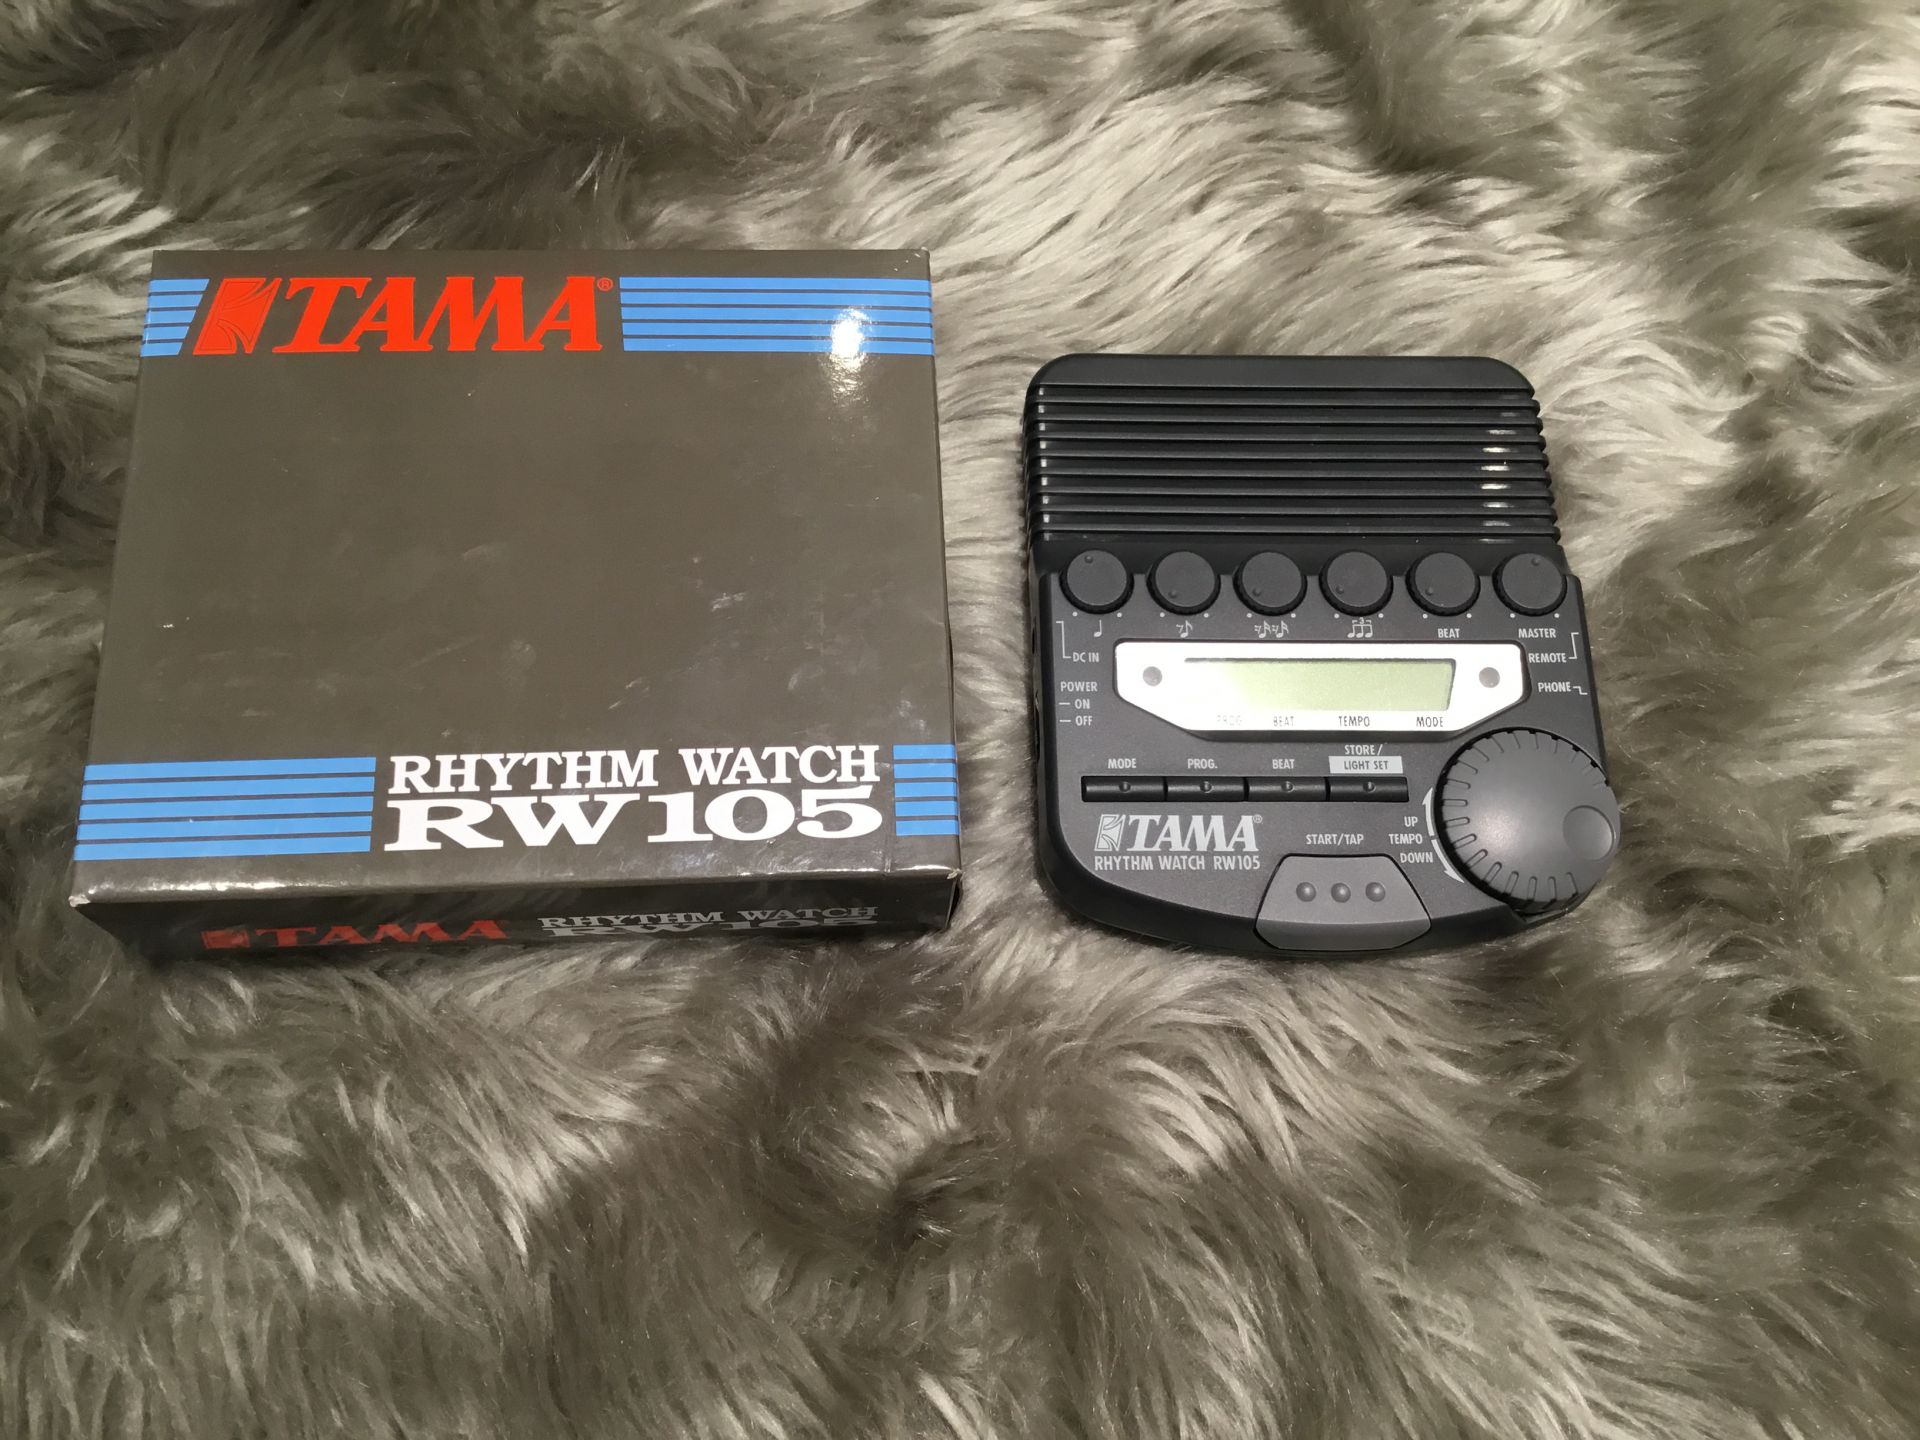 TAMA®
RHYTHM WATCH
RW105
TAMA RHYTHM WATCH
RW105
BEAT MASTER
3
DC IN REMOTE
POWER PHONE
ON
OFF
PROG. BEAT TEMPO MODE
STORE/
MODE PROG. BEAT LIGHT SET
TAMA® START/TAP
RHYTHM WATCH RW105
UP
TEMPO
DOWN